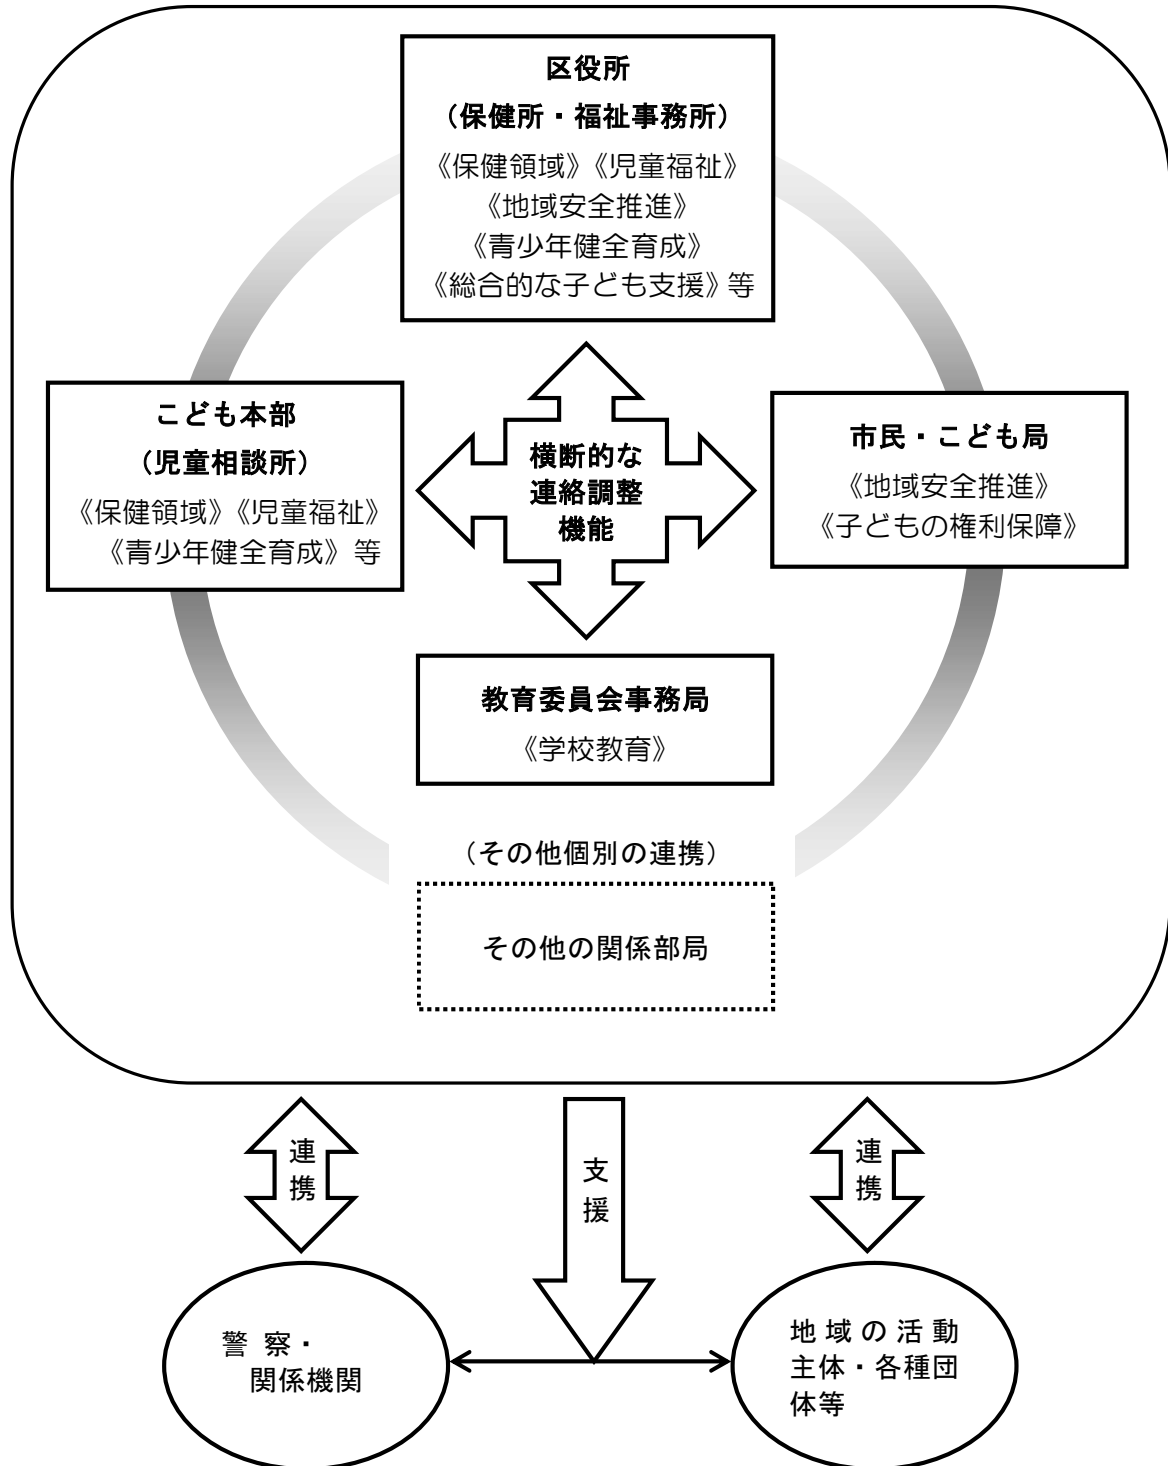 区役所
（保健所・福祉事務所）
《保健領域》《児童福祉》
《地域安全推進》
《青少年健全育成》
《総合的な子ども支援》等
こども本部
（児童相談所）
《保健領域》《児童福祉》
《青少年健全育成》等
横断的な
連絡調整
機能
市民・こども局
《地域安全推進》
《子どもの権利保障》
教育委員会事務局
《学校教育》
（その他個別の連携）
その他の関係部局
連携
支援
連携
警 察・
関係機関
地域の活動
主体・各種団
体等